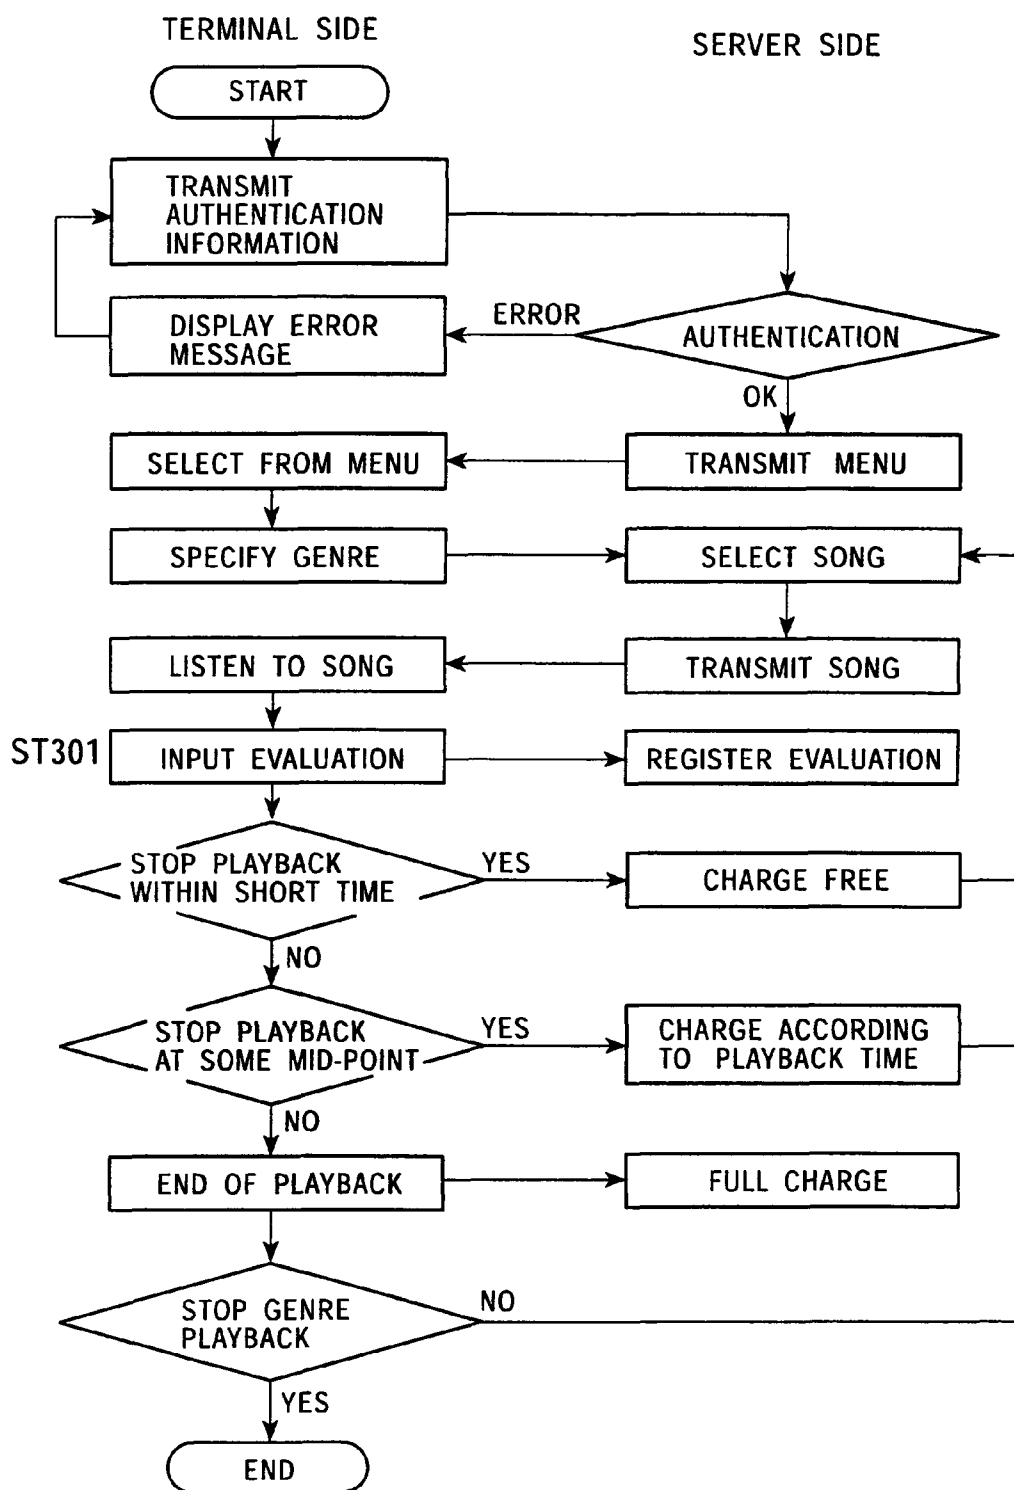 TERMINAL SIDE
SERVER SIDE
START
TRANSMIT
AUTHENTICATION
INFORMATION
DISPLAY ERROR
MESSAGE
ERROR
AUTHENTICATION
OK
SELECT FROM MENU
TRANSMIT MENU
SPECIFY GENRE
SELECT SONG
LISTEN TO SONG
TRANSMIT SONG
ST301
INPUT EVALUATION
REGISTER EVALUATION
STOP PLAYBACK
WITHIN SHORT TIME
YES
CHARGE FREE
NO
STOP PLAYBACK
AT SOME MID-POINT
YES
CHARGE ACCORDING
TO PLAYBACK TIME
NO
END OF PLAYBACK
FULL CHARGE
STOP GENRE
PLAYBACK
NO
YES
END